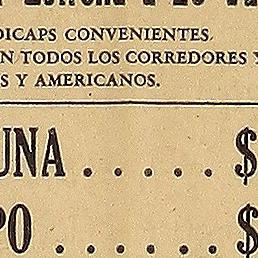 DICAPS CONVENIENTES.
N TODOS LOS CORREDORES Y
S Y AMERICANOS.
UNA . . . . . $
PO . . . . . . $